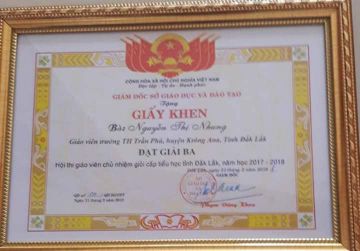 CỘNG HÒA XÃ HỘI CHỦ NGHĨA VIỆT NAM
Độc lập - Tự do - Hạnh phúc
GIÁM ĐỐC SỞ GIÁO DỤC VÀ ĐÀO TẠO
Tặng
GIẤY KHEN
Bà: Nguyễn Thị Nhung
Giáo viên trường TH Trần Phú, huyện Krông Ana, Tỉnh Đắk Lắk
ĐẠT GIẢI BA
Hội thi giáo viên chủ nhiệm giỏi cấp tiểu học tỉnh Đắk Lắk, năm học 2017 - 2018
Phạm Đăng Khoa